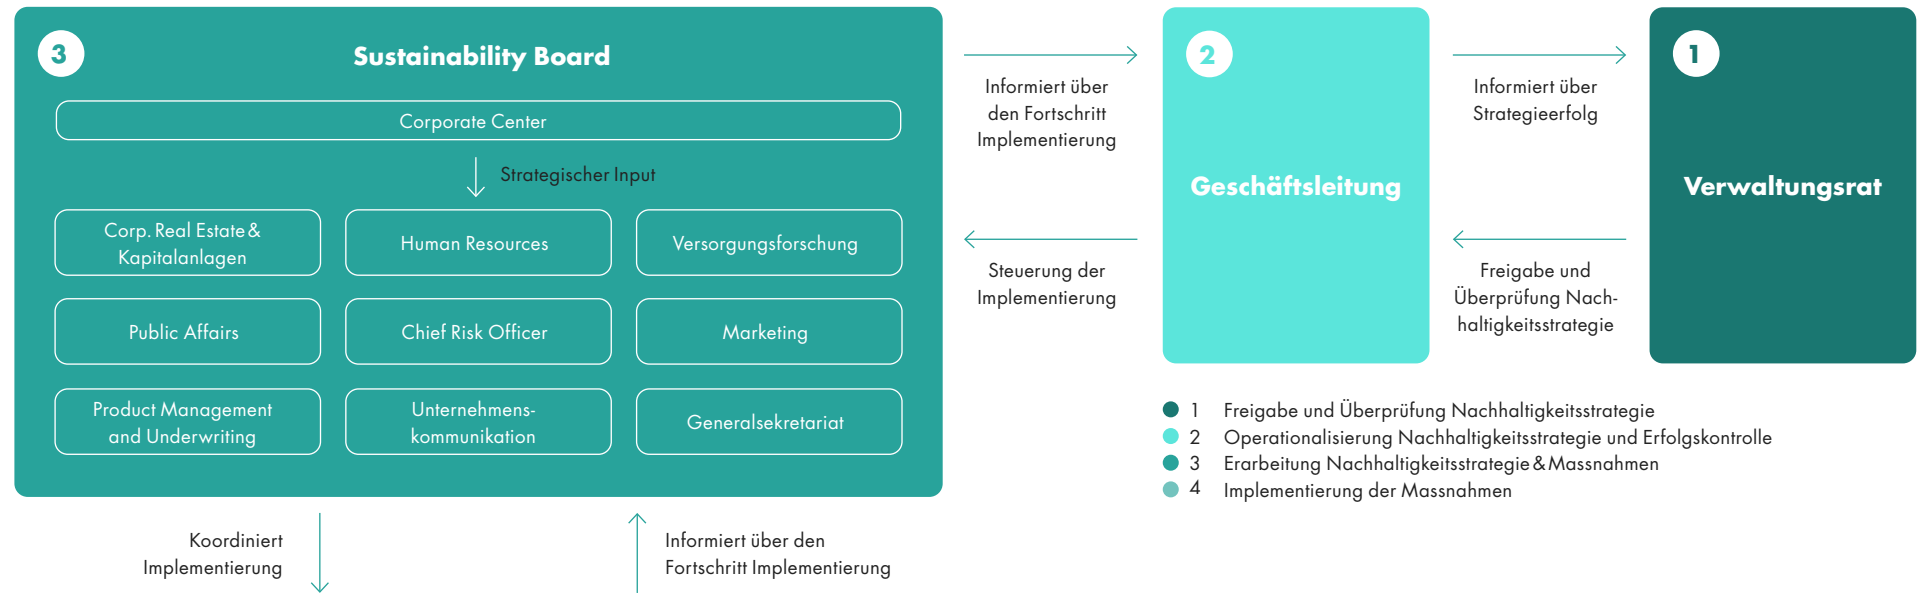 3
Sustainability Board
Corporate Center
Strategischer Input
Corp. Real Estate &
Kapitalanlagen
Human Resources
Versorgungsforschung
Public Affairs
Chief Risk Officer
Marketing
Product Management
and Underwriting
Unternehmens-
kommunikation
Generalsekretariat
Informiert über
den Fortschritt
Implementierung
Steuerung der
Implementierung
2
Geschäftsleitung
Informiert über
Strategieerfolg
Freigabe und
Überprüfung Nach-
haltigkeitsstrategie
1
Verwaltungsrat
1 Freigabe und Überprüfung Nachhaltigkeitsstrategie
2 Operationalisierung Nachhaltigkeitsstrategie und Erfolgskontrolle
3 Erarbeitung Nachhaltigkeitsstrategie & Massnahmen
4 Implementierung der Massnahmen
Koordiniert
Implementierung
Informiert über den
Fortschritt Implementierung